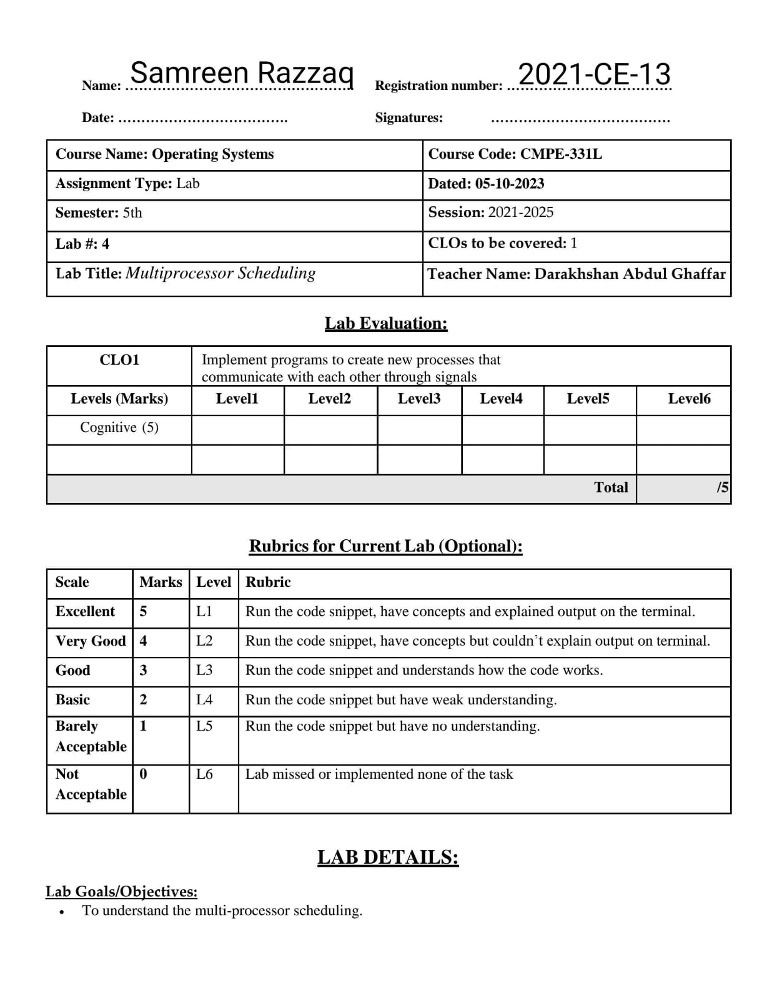 Name: ................................................. Samreen Razzaq Registration number: .................................... 2021-CE-13
Date: ..................................... Signatures: .......................................
Course Name: Operating Systems Course Code: CMPE-331L
Assignment Type: Lab Dated: 05-10-2023
Semester: 5th Session: 2021-2025
Lab #: 4 CLOs to be covered: 1
Lab Title: Multiprocessor Scheduling Teacher Name: Darakhshan Abdul Ghaffar
Lab Evaluation:
CLO1 Implement programs to create new processes that
communicate with each other through signals
Levels (Marks) Level1 Level2 Level3 Level4 Level5 Level6
Cognitive (5)
Total /5
Rubrics for Current Lab (Optional):
Scale Marks Level Rubric
Excellent 5 L1 Run the code snippet, have concepts and explained output on the terminal.
Very Good 4 L2 Run the code snippet, have concepts but couldn’t explain output on terminal.
Good 3 L3 Run the code snippet and understands how the code works.
Basic 2 L4 Run the code snippet but have weak understanding.
Barely 1 L5 Run the code snippet but have no understanding.
Acceptable
Not 0 L6 Lab missed or implemented none of the task
Acceptable
LAB DETAILS:
Lab Goals/Objectives:
• To understand the multi-processor scheduling.